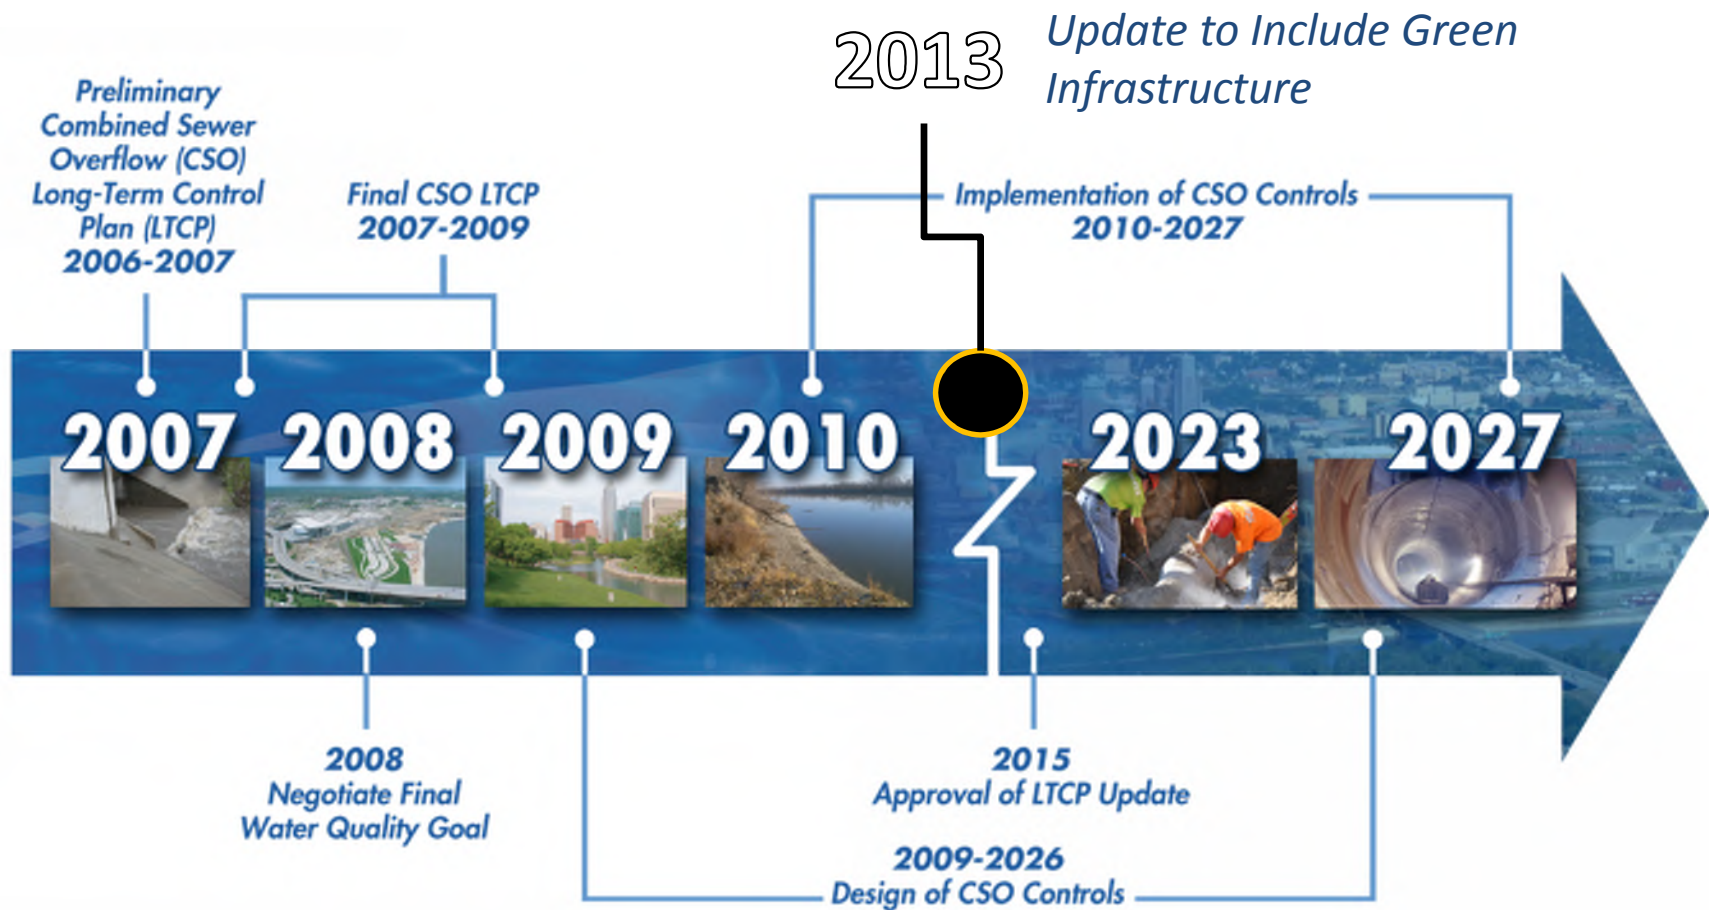 2013
Update to Include Green
Infrastructure
Preliminary
Combined Sewer
Overflow (CSO)
Long-Term Control
Plan (LTCP)
2006-2007
Final CSO LTCP
2007-2009
Implementation of CSO Controls
2010-2027
2007
2008
2009
2010
2023
2027
2008
Negotiate Final
Water Quality Goal
2015
Approval of LTCP Update
2009-2026
Design of CSO Controls